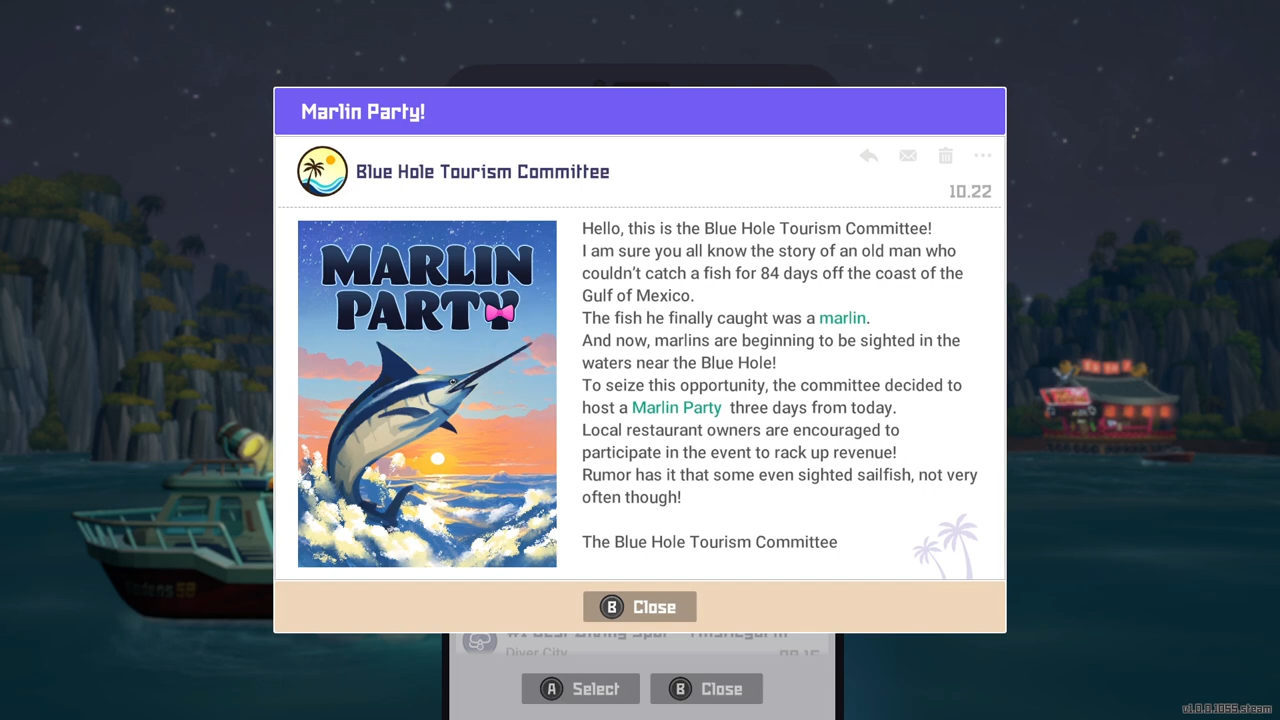 Marlin Party!
Blue Hole Tourism Committee
10.22
MARLIN
PARTY
Hello, this is the Blue Hole Tourism Committee!
I am sure you all know the story of an old man who
couldn't catch a fish for 84 days off the coast of the
Gulf of Mexico.
The fish he finally caught was a marlin.
And now, marlins are beginning to be sighted in the
waters near the Blue Hole!
To seize this opportunity, the committee decided to
host a Marlin Party three days from today.
Local restaurant owners are encouraged to
participate in the event to rack up revenue!
Rumor has it that some even sighted sailfish, not very
often though!
The Blue Hole Tourism Committee
B Close
Diver City
A Select
B Close
v1.0.0.1055.steam